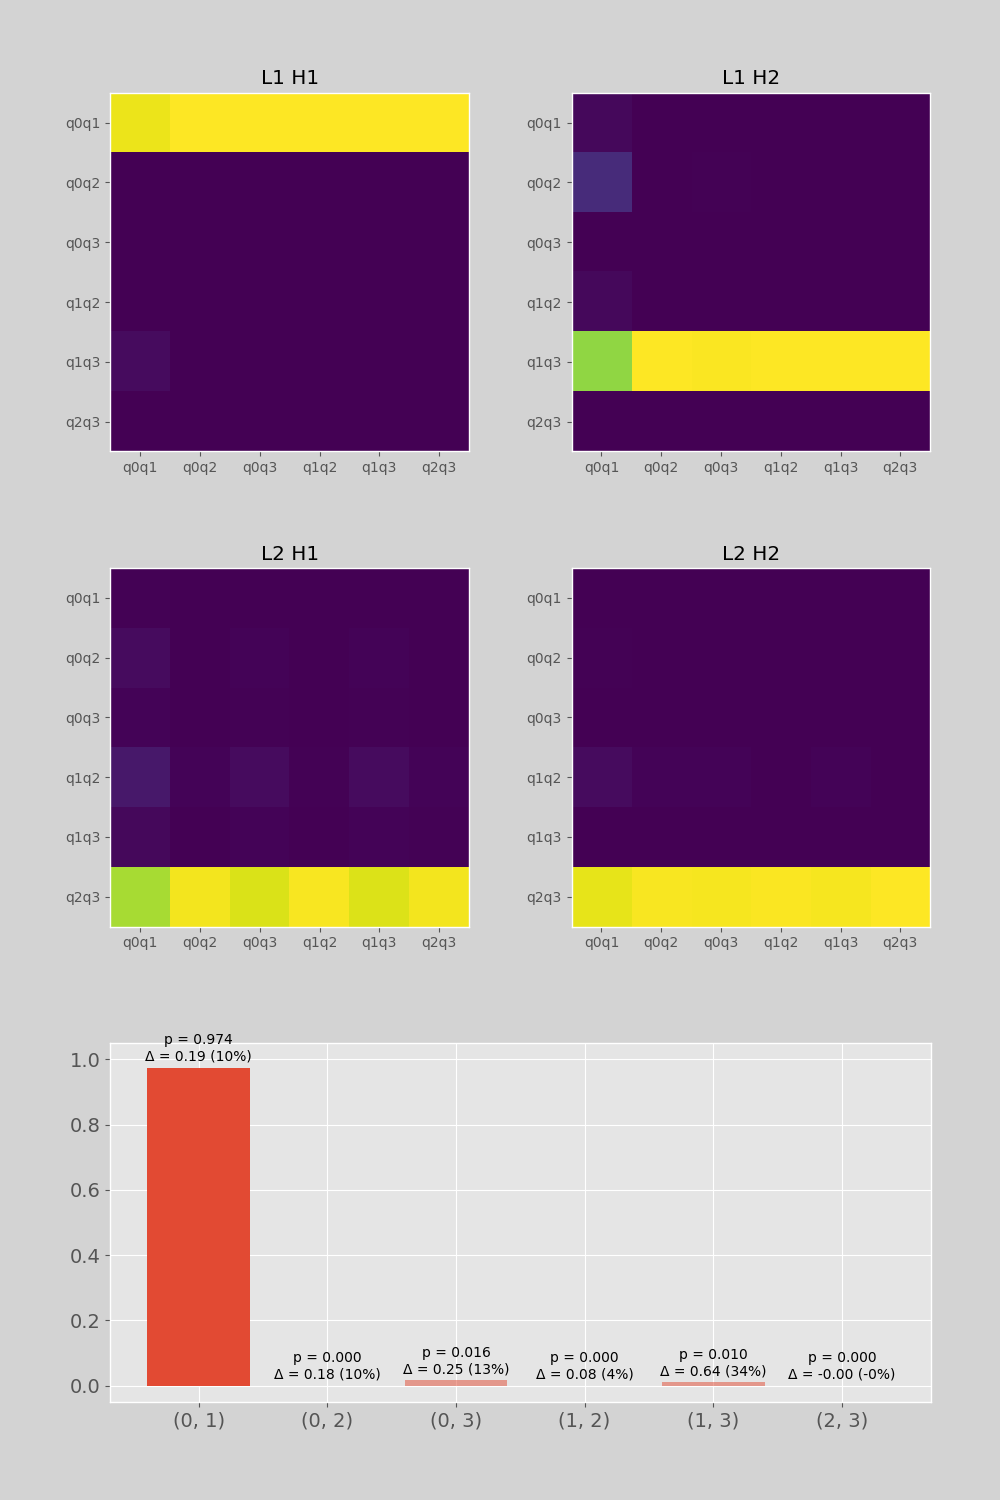 L1 H1
L1 H2
q0q1
q0q2
q0q3
q1q2
q1q3
q2q3
q0q1 q0q2 q0q3 q1q2 q1q3 q2q3
q0q1
q0q2
q0q3
q1q2
q1q3
q2q3
q0q1 q0q2 q0q3 q1q2 q1q3 q2q3
L2 H1
L2 H2
q0q1
q0q2
q0q3
q1q2
q1q3
q2q3
q0q1 q0q2 q0q3 q1q2 q1q3 q2q3
q0q1
q0q2
q0q3
q1q2
q1q3
q2q3
q0q1 q0q2 q0q3 q1q2 q1q3 q2q3
1.0
0.8
0.6
0.4
0.2
0.0
p = 0.974
Δ = 0.19 (10%)
p = 0.000
Δ = 0.18 (10%)
p = 0.016
Δ = 0.25 (13%)
p = 0.000
Δ = 0.08 (4%)
p = 0.010
Δ = 0.64 (34%)
p = 0.000
Δ = -0.00 (-0%)
(0, 1) (0, 2) (0, 3) (1, 2) (1, 3) (2, 3)